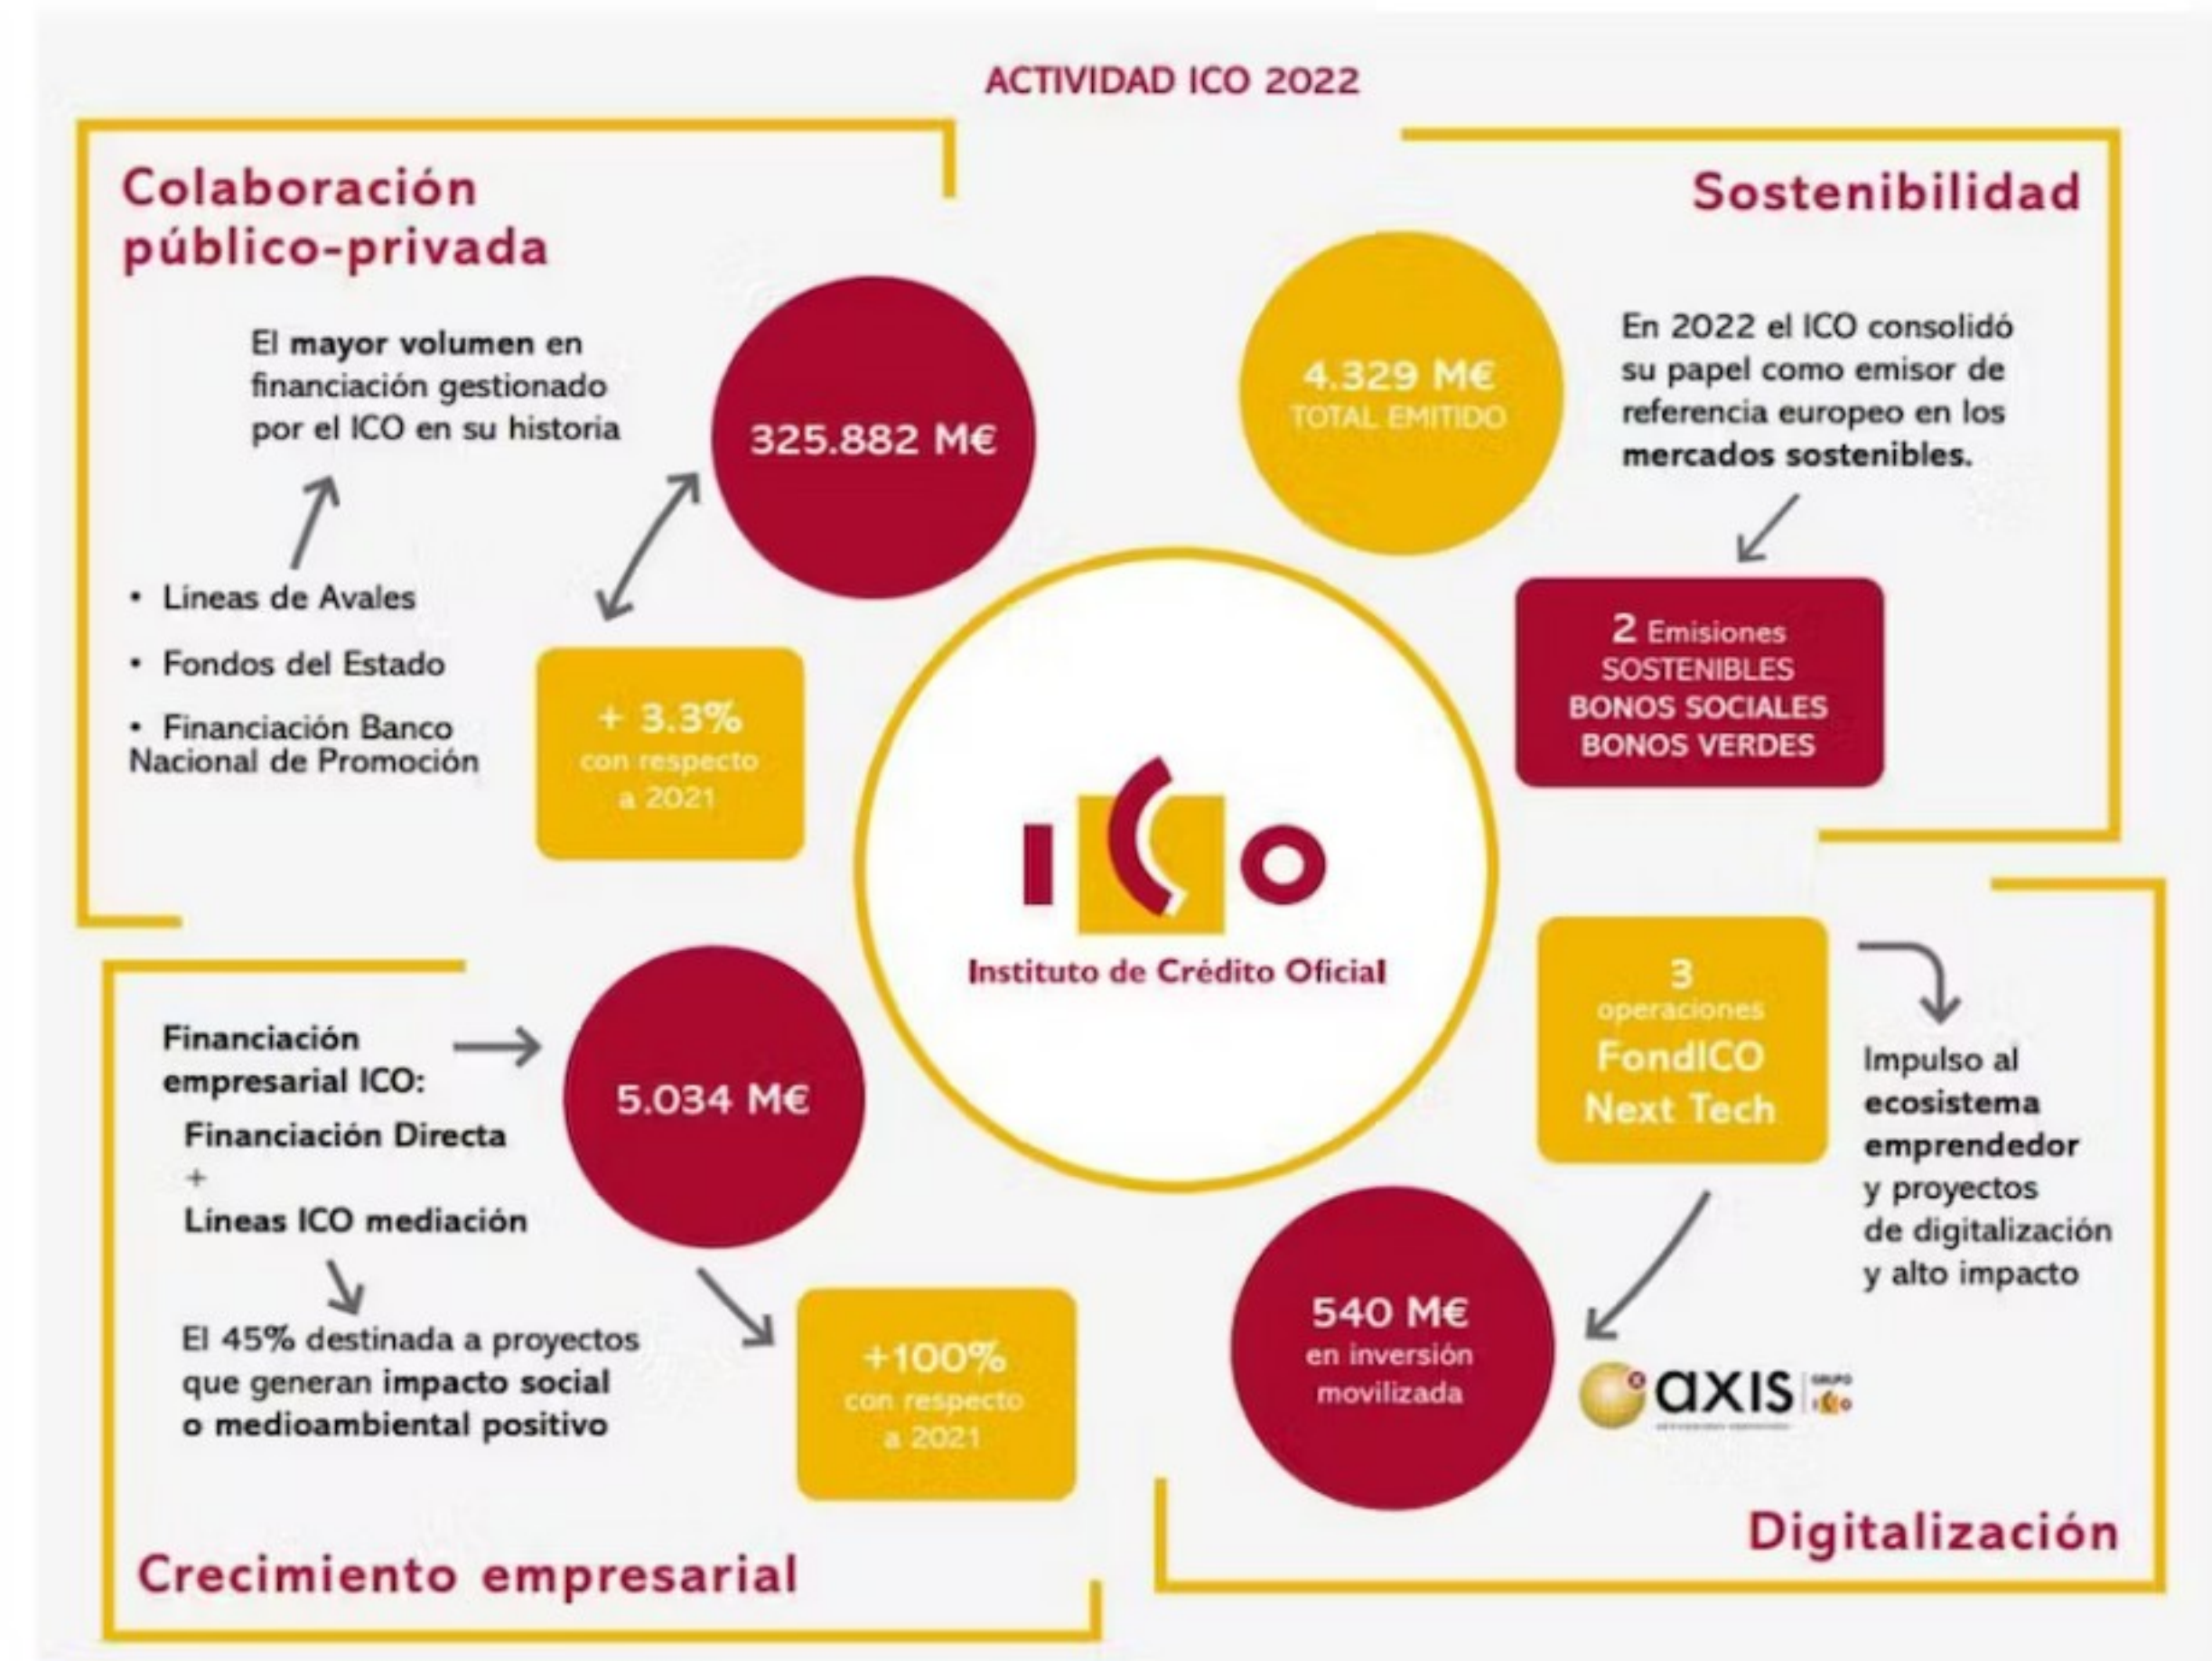 ACTIVIDAD ICO 2022
Colaboración
público-privada
El mayor volumen en
financiación gestionado
por el ICO en su historia
325.882 M€
• Líneas de Avales
• Fondos del Estado
• Financiación Banco
Nacional de Promoción
+ 3.3%
con respecto
a 2021
Sostenibilidad
4.329 M€
TOTAL EMITIDO
En 2022 el ICO consolidó
su papel como emisor de
referencia europeo en los
mercados sostenibles.
2 Emisiones
SOSTENIBLES
BONOS SOCIALES
BONOS VERDES
ICO
Instituto de Crédito Oficial
Financiación
empresarial ICO:
Financiación Directa
+
Líneas ICO mediación
5.034 M€
El 45% destinada a proyectos
que generan impacto social
o medioambiental positivo
+100%
con respecto
a 2021
Crecimiento empresarial
3
operaciones
FondICO
Next Tech
Impulso al
ecosistema
emprendedor
y proyectos
de digitalización
y alto impacto
540 M€
en inversión
movilizada
axis
GRUPO
ICO
Digitalización